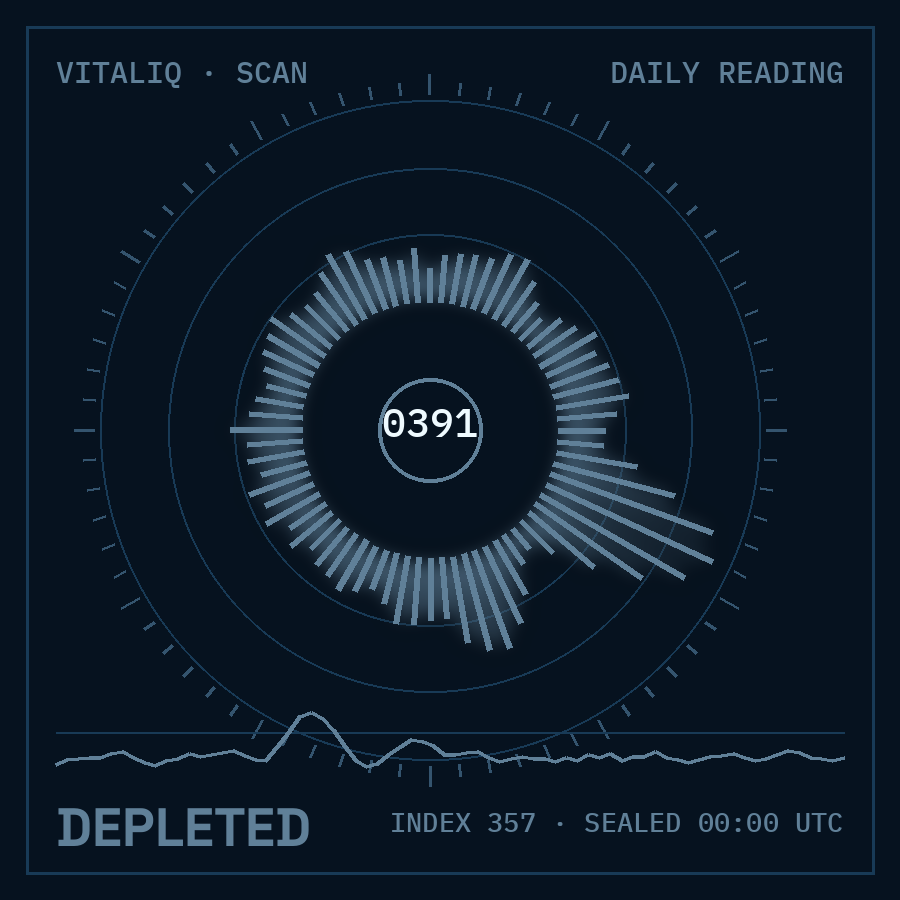 VITALIQ · SCAN
DAILY READING
0391
DEPLETED
INDEX 357 · SEALED 00:00 UTC